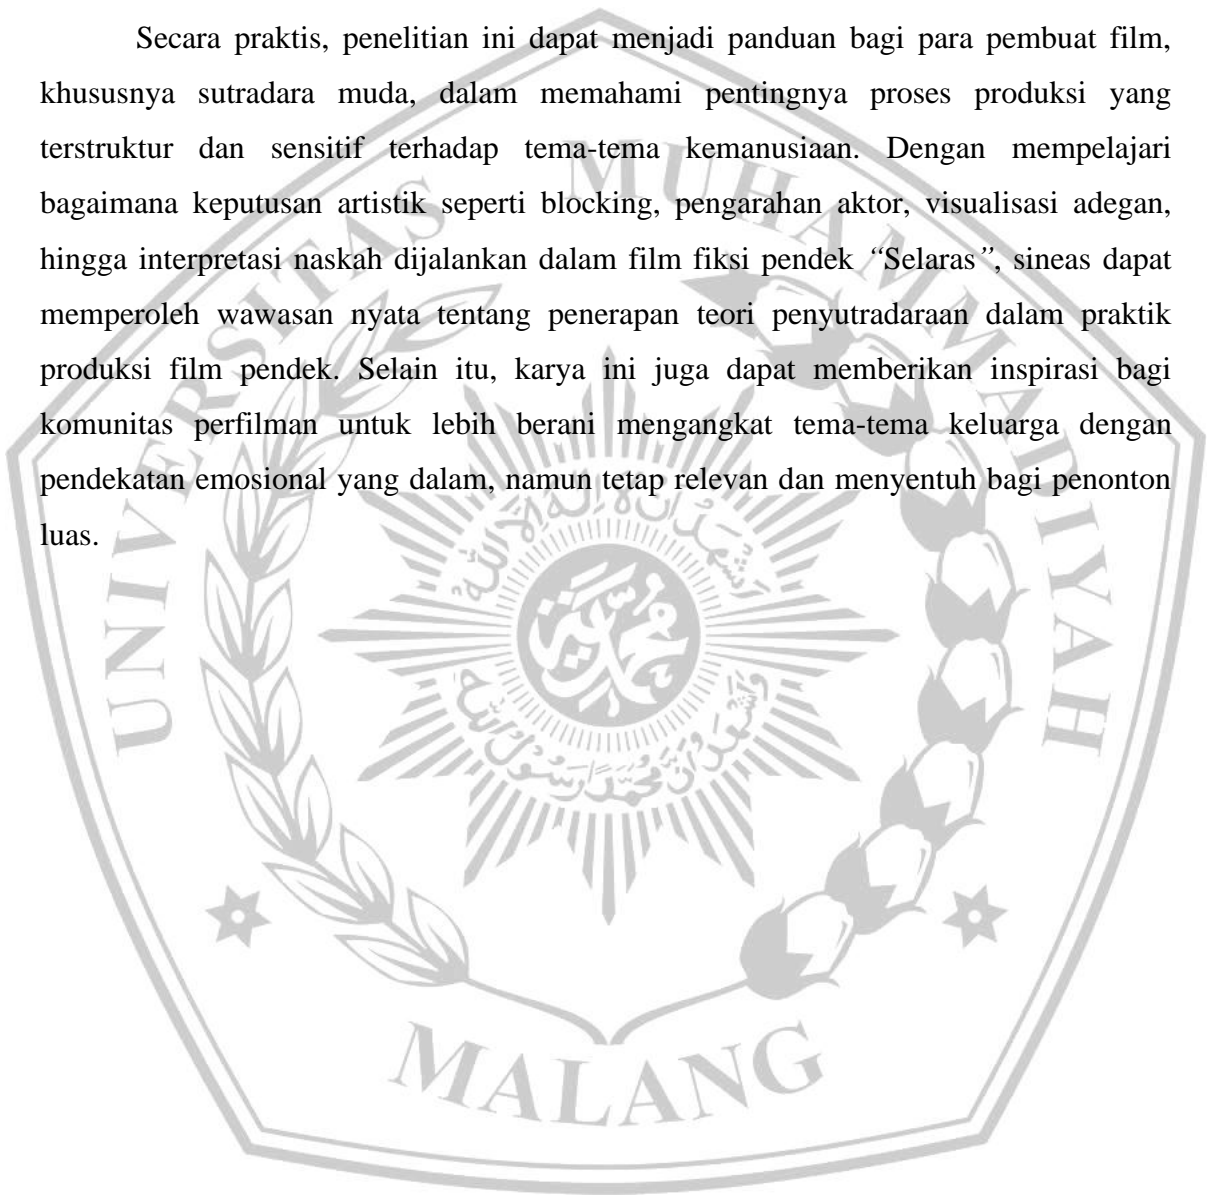 Secara praktis, penelitian ini dapat menjadi panduan bagi para pembuat film,
khususnya sutradara muda, dalam memahami pentingnya proses produksi yang
terstruktur dan sensitif terhadap tema-tema kemanusiaan. Dengan mempelajari
bagaimana keputusan artistik seperti blocking, pengarahan aktor, visualisasi adegan,
hingga interpretasi naskah dijalankan dalam film fiksi pendek “Selaras”, sineas dapat
memperoleh wawasan nyata tentang penerapan teori penyutradaraan dalam praktik
produksi film pendek. Selain itu, karya ini juga dapat memberikan inspirasi bagi
komunitas perfilman untuk lebih berani mengangkat tema-tema keluarga dengan
pendekatan emosional yang dalam, namun tetap relevan dan menyentuh bagi penonton
luas.
UNIVERSITAS MUHAMMADIYAH
MALANG